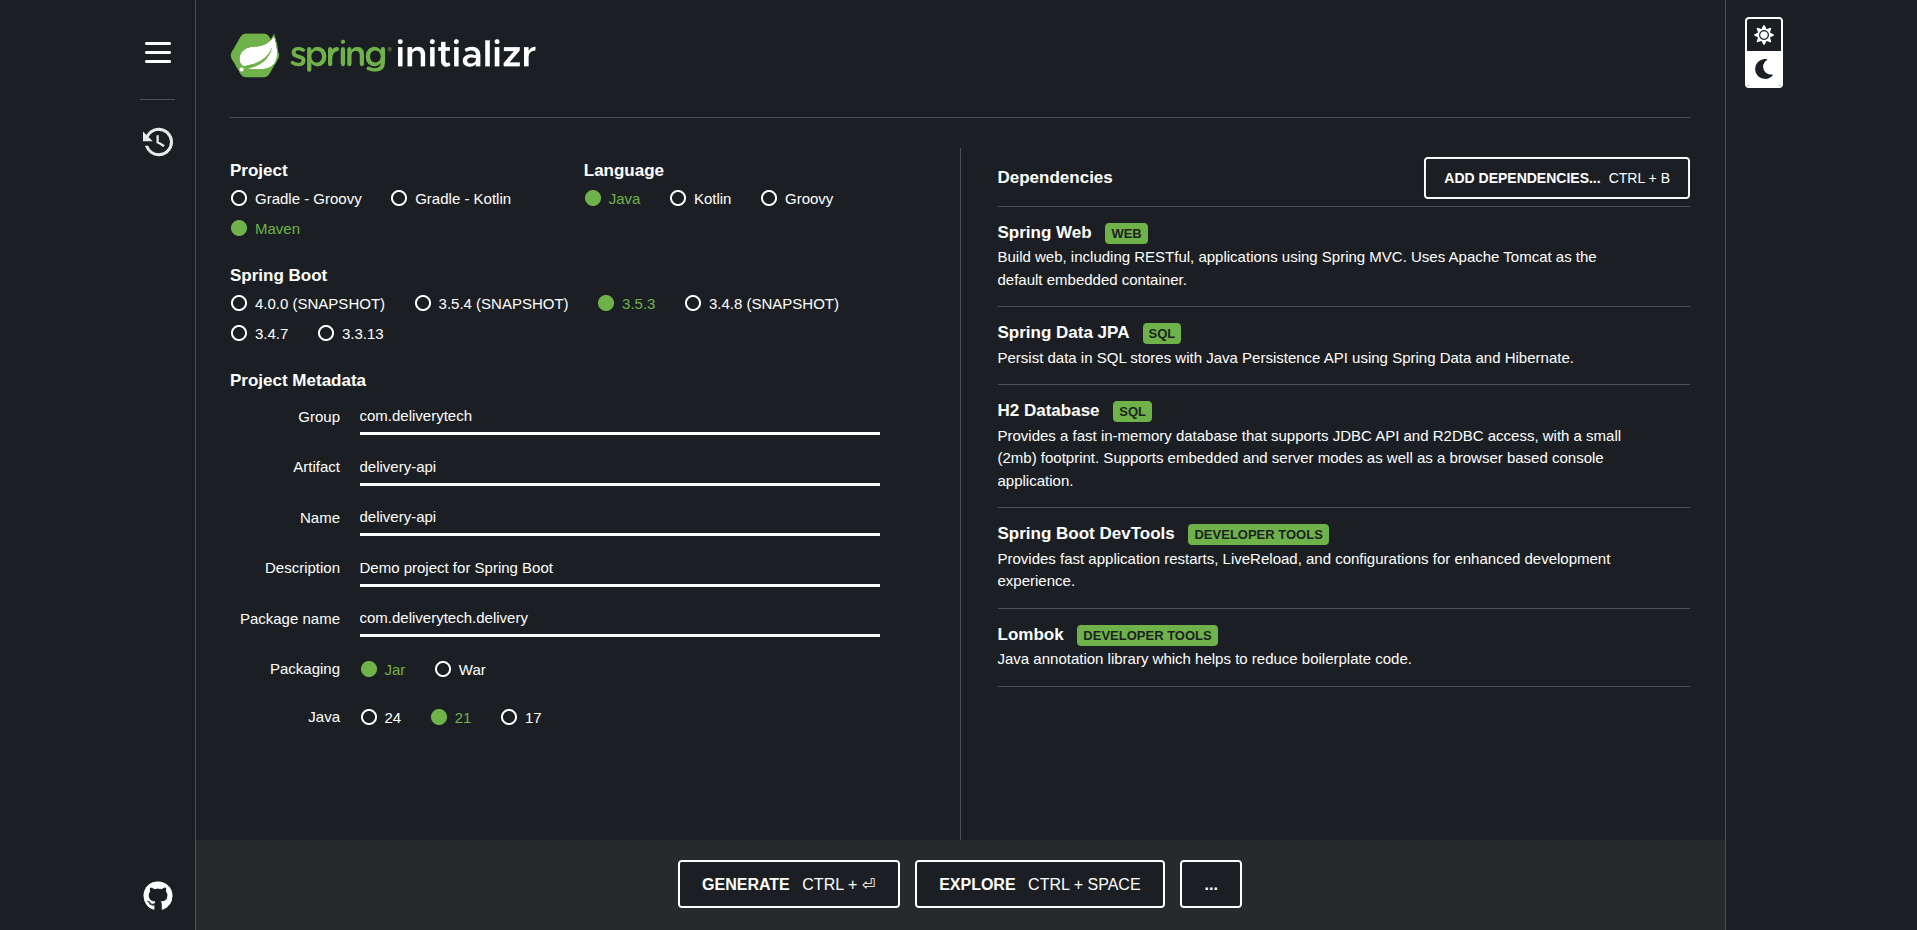 spring initializr
Project
Gradle - Groovy Gradle - Kotlin
Maven
Language
Java Kotlin Groovy
Spring Boot
4.0.0 (SNAPSHOT) 3.5.4 (SNAPSHOT) 3.5.3 3.4.8 (SNAPSHOT)
3.4.7 3.3.13
Project Metadata
Group com.deliverytech
Artifact delivery-api
Name delivery-api
Description Demo project for Spring Boot
Package name com.deliverytech.delivery
Packaging Jar War
Java 24 21 17
Dependencies ADD DEPENDENCIES... CTRL + B
Spring Web WEB
Build web, including RESTful, applications using Spring MVC. Uses Apache Tomcat as the
default embedded container.
Spring Data JPA SQL
Persist data in SQL stores with Java Persistence API using Spring Data and Hibernate.
H2 Database SQL
Provides a fast in-memory database that supports JDBC API and R2DBC access, with a small
(2mb) footprint. Supports embedded and server modes as well as a browser based console
application.
Spring Boot DevTools DEVELOPER TOOLS
Provides fast application restarts, LiveReload, and configurations for enhanced development
experience.
Lombok DEVELOPER TOOLS
Java annotation library which helps to reduce boilerplate code.
GENERATE CTRL + ⏎ EXPLORE CTRL + SPACE ...